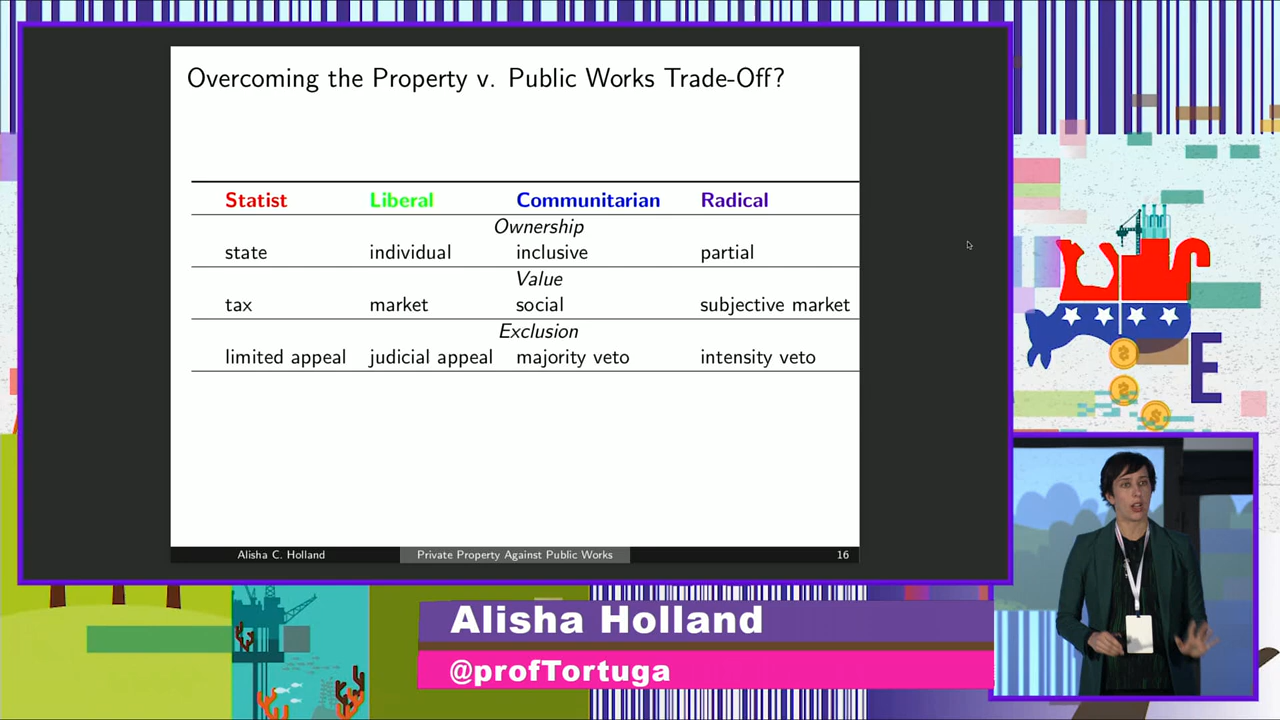 Overcoming the Property v. Public Works Trade-Off?
Statist Liberal Communitarian Radical
Ownership
state individual inclusive partial
Value
tax market social subjective market
Exclusion
limited appeal judicial appeal majority veto intensity veto
Alisha C. Holland Private Property Against Public Works 16
E
Alisha Holland
@profTortuga